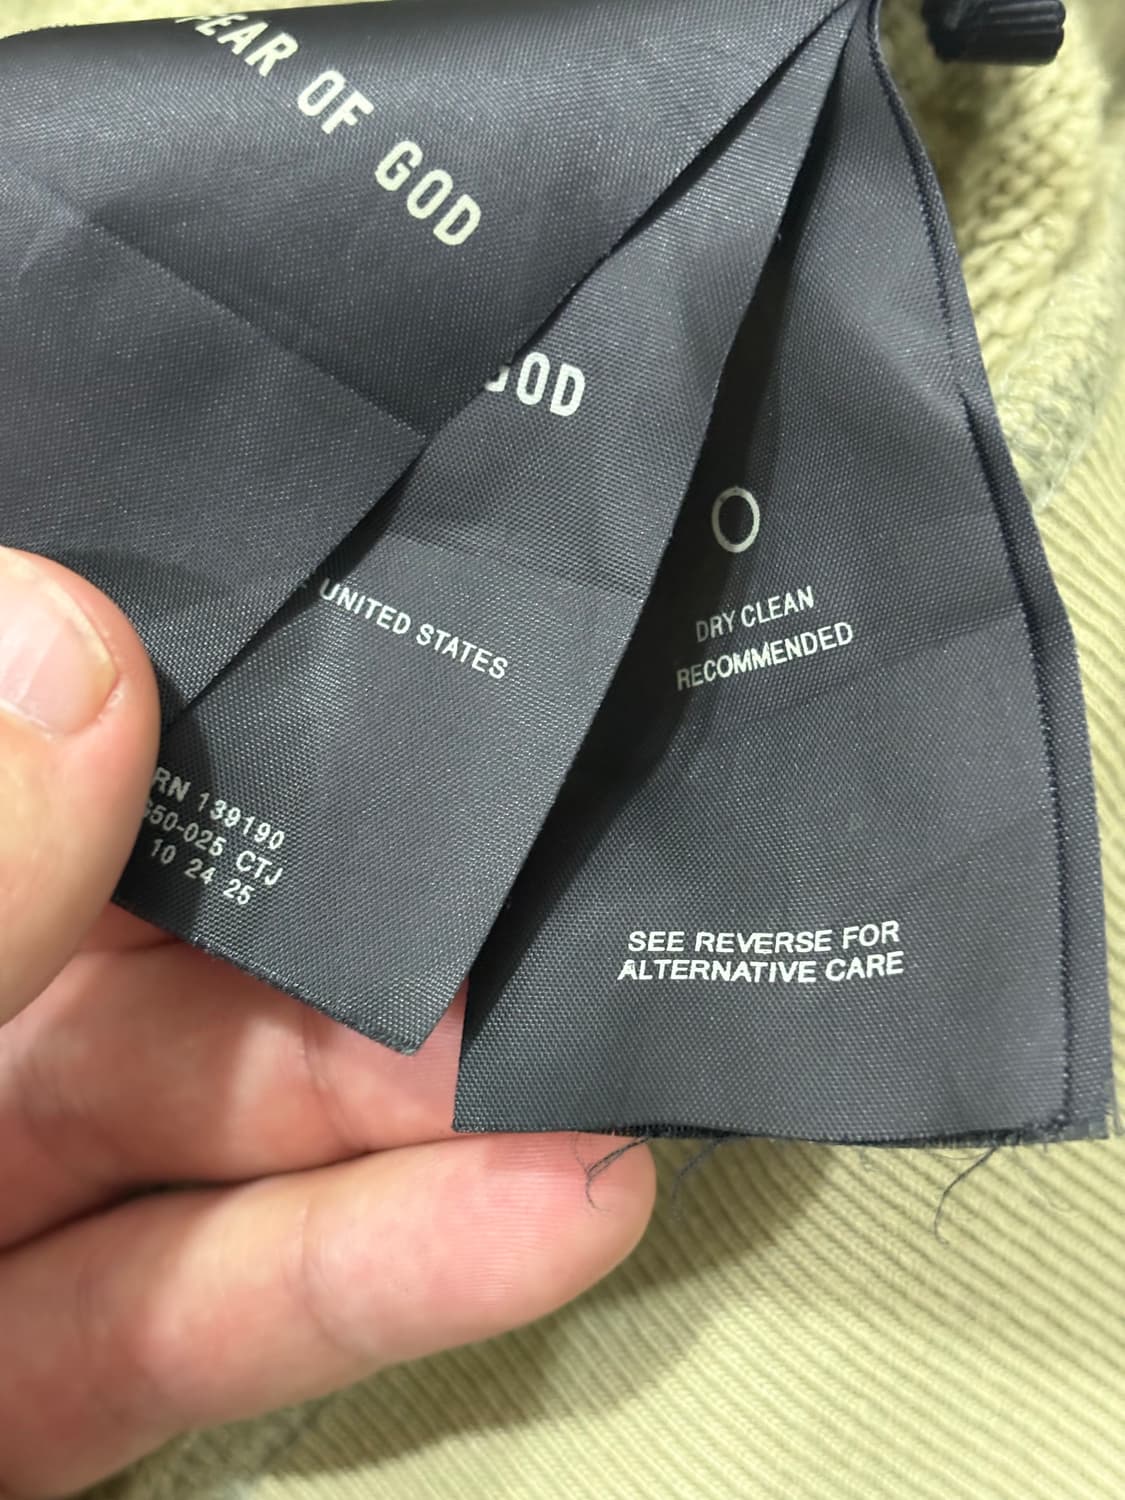 FEAR OF GOD
GOD
UNITED STATES
RN 139190
650-025 CTJ
10 24 25
DRY CLEAN
RECOMMENDED
SEE REVERSE FOR
ALTERNATIVE CARE